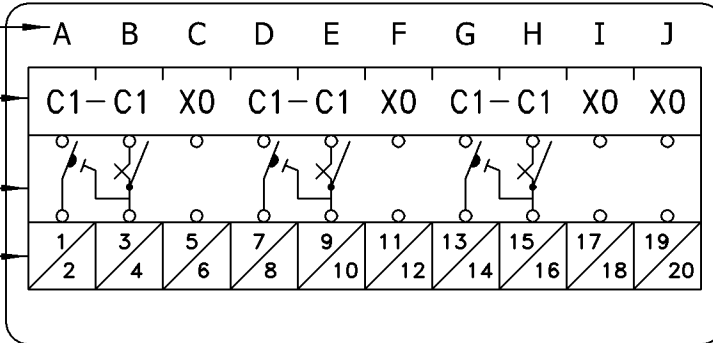 A B C D E F G H I J
C1-C1 X0 C1-C1 X0 C1-C1 X0 X0
1 3 5 7 9 11 13 15 17 19
2 4 6 8 10 12 14 16 18 20